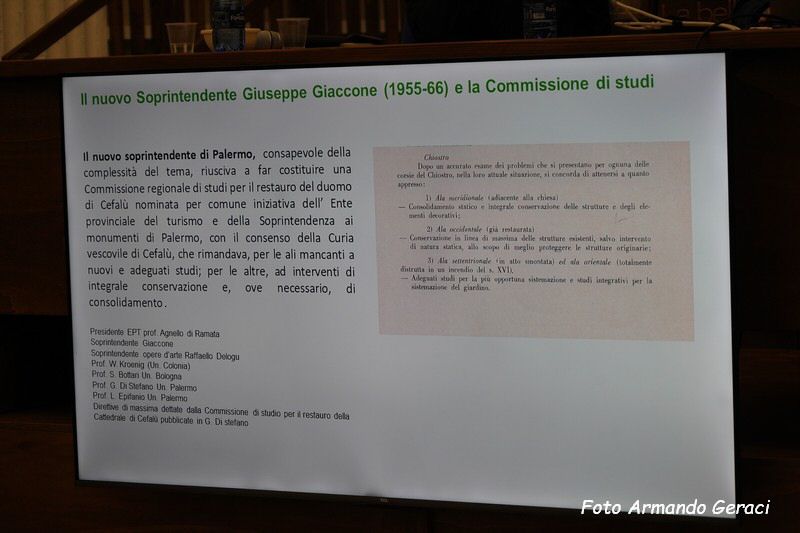 Il nuovo Soprintendente Giuseppe Giaccone (1955-66) e la Commissione di studi
Il nuovo soprintendente di Palermo, consapevole della
complessità del tema, riusciva a far costituire una
Commissione regionale di studi per il restauro del duomo
di Cefalù nominata per comune iniziativa dell' Ente
provinciale del turismo e della Soprintendenza ai
monumenti di Palermo, con il consenso della Curia
vescovile di Cefalù, che rimandava, per le ali mancanti a
nuovi e adeguati studi; per le altre, ad interventi di
integrale conservazione e, ove necessario, di
consolidamento.
Presidente EPT prof. Agnello di Ramata
Soprintendente Giaccone
Soprintendente opere d'arte Raffaello Delogu
Prof. W. Kroenig (Un. Colonia)
Prof. S. Bottari Un. Bologna
Prof. G. Di Stefano Un. Palermo
Prof. L. Epifanio Un. Palermo
Direttive di massima dettate dalla Commissione di studio per il restauro della
Cattedrale di Cefalù pubblicate in G. Di stefano
Chiostro
Dopo un accurato esame dei problemi che si presentano per ognuna delle
corsie del Chiostro, nella loro attuale situazione, si concorda di attenersi a quanto
appresso:
1) Ala meridionale (adiacente alla chiesa)
— Consolidamento statico e integrale conservazione delle strutture e degli ele-
menti decorativi;
2) Ala occidentale (già restaurata)
— Conservazione in linea di massima delle strutture esistenti, salvo intervento
di natura statica, allo scopo di meglio proteggere le strutture originarie;
3) Ala settentrionale (in atto smontata) ed ala orientale (totalmente
distrutta in un incendio del s. XVI).
— Adeguati studi per la più opportuna sistemazione e studi integrativi per la
sistemazione del giardino.
Foto Armando Geraci